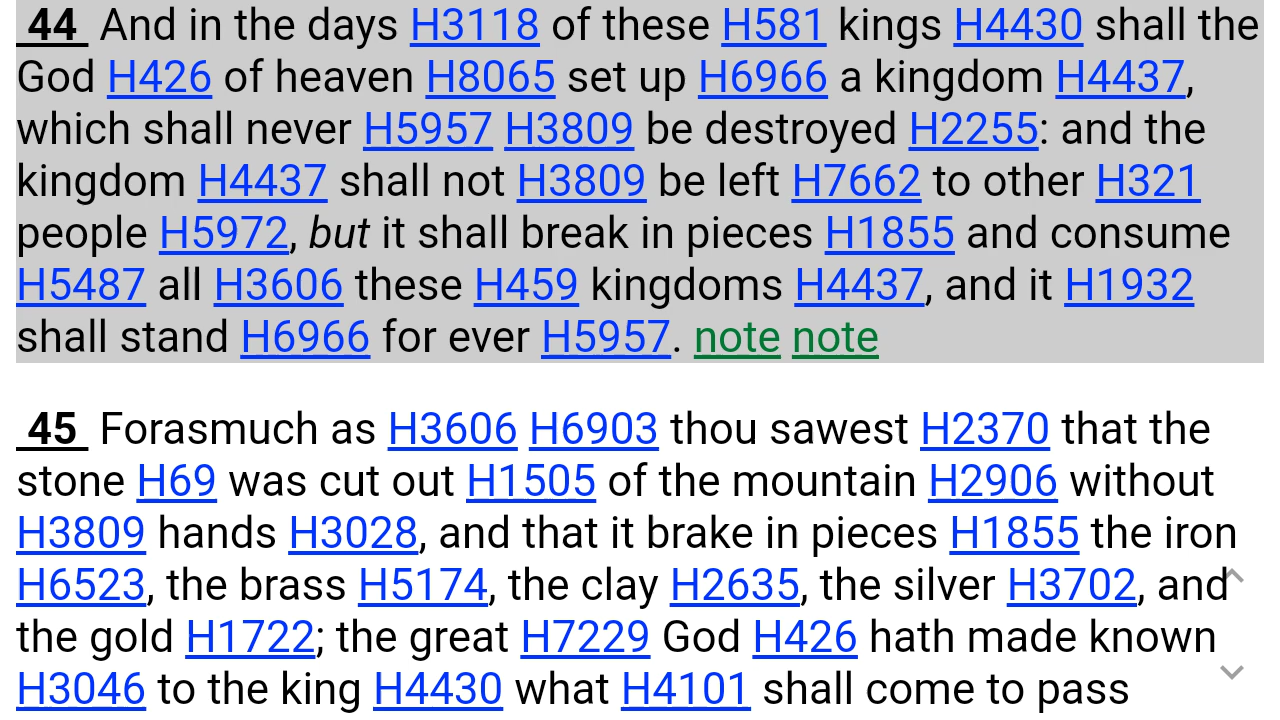 44 And in the days H3118 of these H581 kings H4430 shall the
God H426 of heaven H8065 set up H6966 a kingdom H4437,
which shall never H5957 H3809 be destroyed H2255: and the
kingdom H4437 shall not H3809 be left H7662 to other H321
people H5972, but it shall break in pieces H1855 and consume
H5487 all H3606 these H459 kingdoms H4437, and it H1932
shall stand H6966 for ever H5957. note note
45 Forasmuch as H3606 H6903 thou sawest H2370 that the
stone H69 was cut out H1505 of the mountain H2906 without
H3809 hands H3028, and that it brake in pieces H1855 the iron
H6523, the brass H5174, the clay H2635, the silver H3702, and
the gold H1722; the great H7229 God H426 hath made known
H3046 to the king H4430 what H4101 shall come to pass